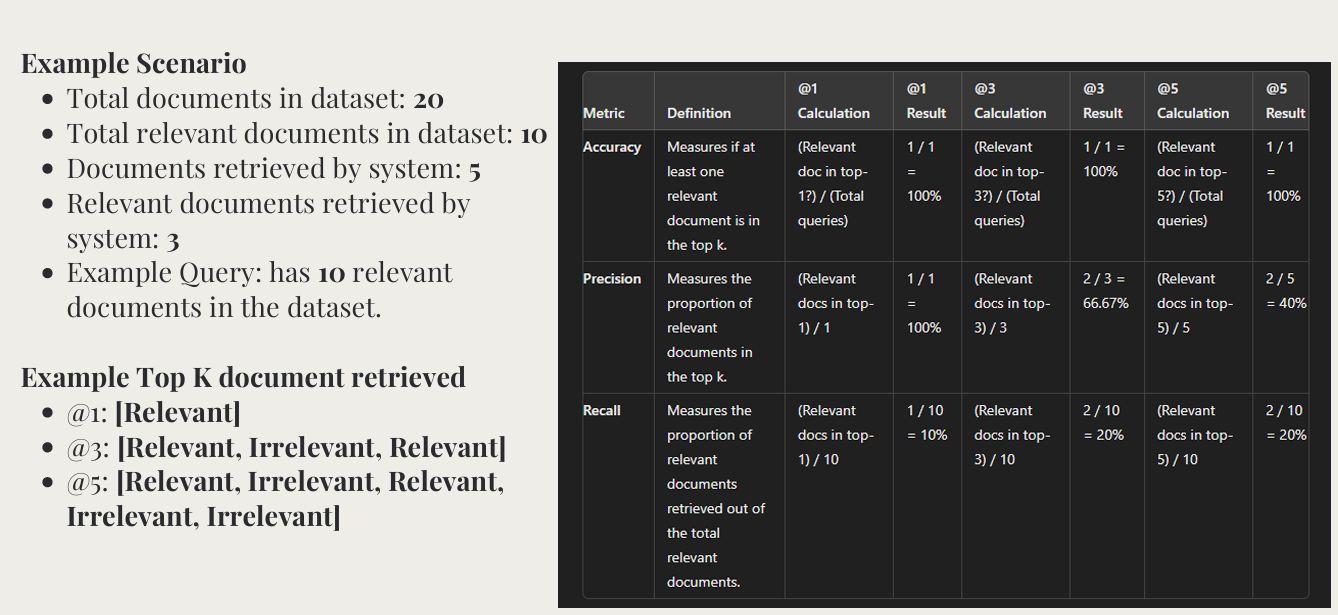 Example Scenario
• Total documents in dataset: 20
• Total relevant documents in dataset: 10
• Documents retrieved by system: 5
• Relevant documents retrieved by
system: 3
• Example Query: has 10 relevant
documents in the dataset.
Example Top K document retrieved
• @1: [Relevant]
• @3: [Relevant, Irrelevant, Relevant]
• @5: [Relevant, Irrelevant, Relevant,
Irrelevant, Irrelevant]
Metric
Definition
@1
Calculation
@1
Result
@3
Calculation
@3
Result
@5
Calculation
@5
Result
Accuracy
Measures if at
least one
relevant
document is in
the top k.
(Relevant
doc in top-
1?) / (Total
queries)
1 / 1
=
100%
(Relevant
doc in top-
3?) / (Total
queries)
1 / 1 =
100%
(Relevant
doc in top-
5?) / (Total
queries)
1 / 1
=
100%
Precision
Measures the
proportion of
relevant
documents in
the top k.
(Relevant
docs in top-
1) / 1
1 / 1
=
100%
(Relevant
docs in top-
3) / 3
2 / 3 =
66.67%
(Relevant
docs in top-
5) / 5
2 / 5
= 40%
Recall
Measures the
proportion of
relevant
documents
retrieved out of
the total
relevant
documents.
(Relevant
docs in top-
1) / 10
1 / 10
= 10%
(Relevant
docs in top-
3) / 10
2 / 10
= 20%
(Relevant
docs in top-
5) / 10
2 / 10
= 20%